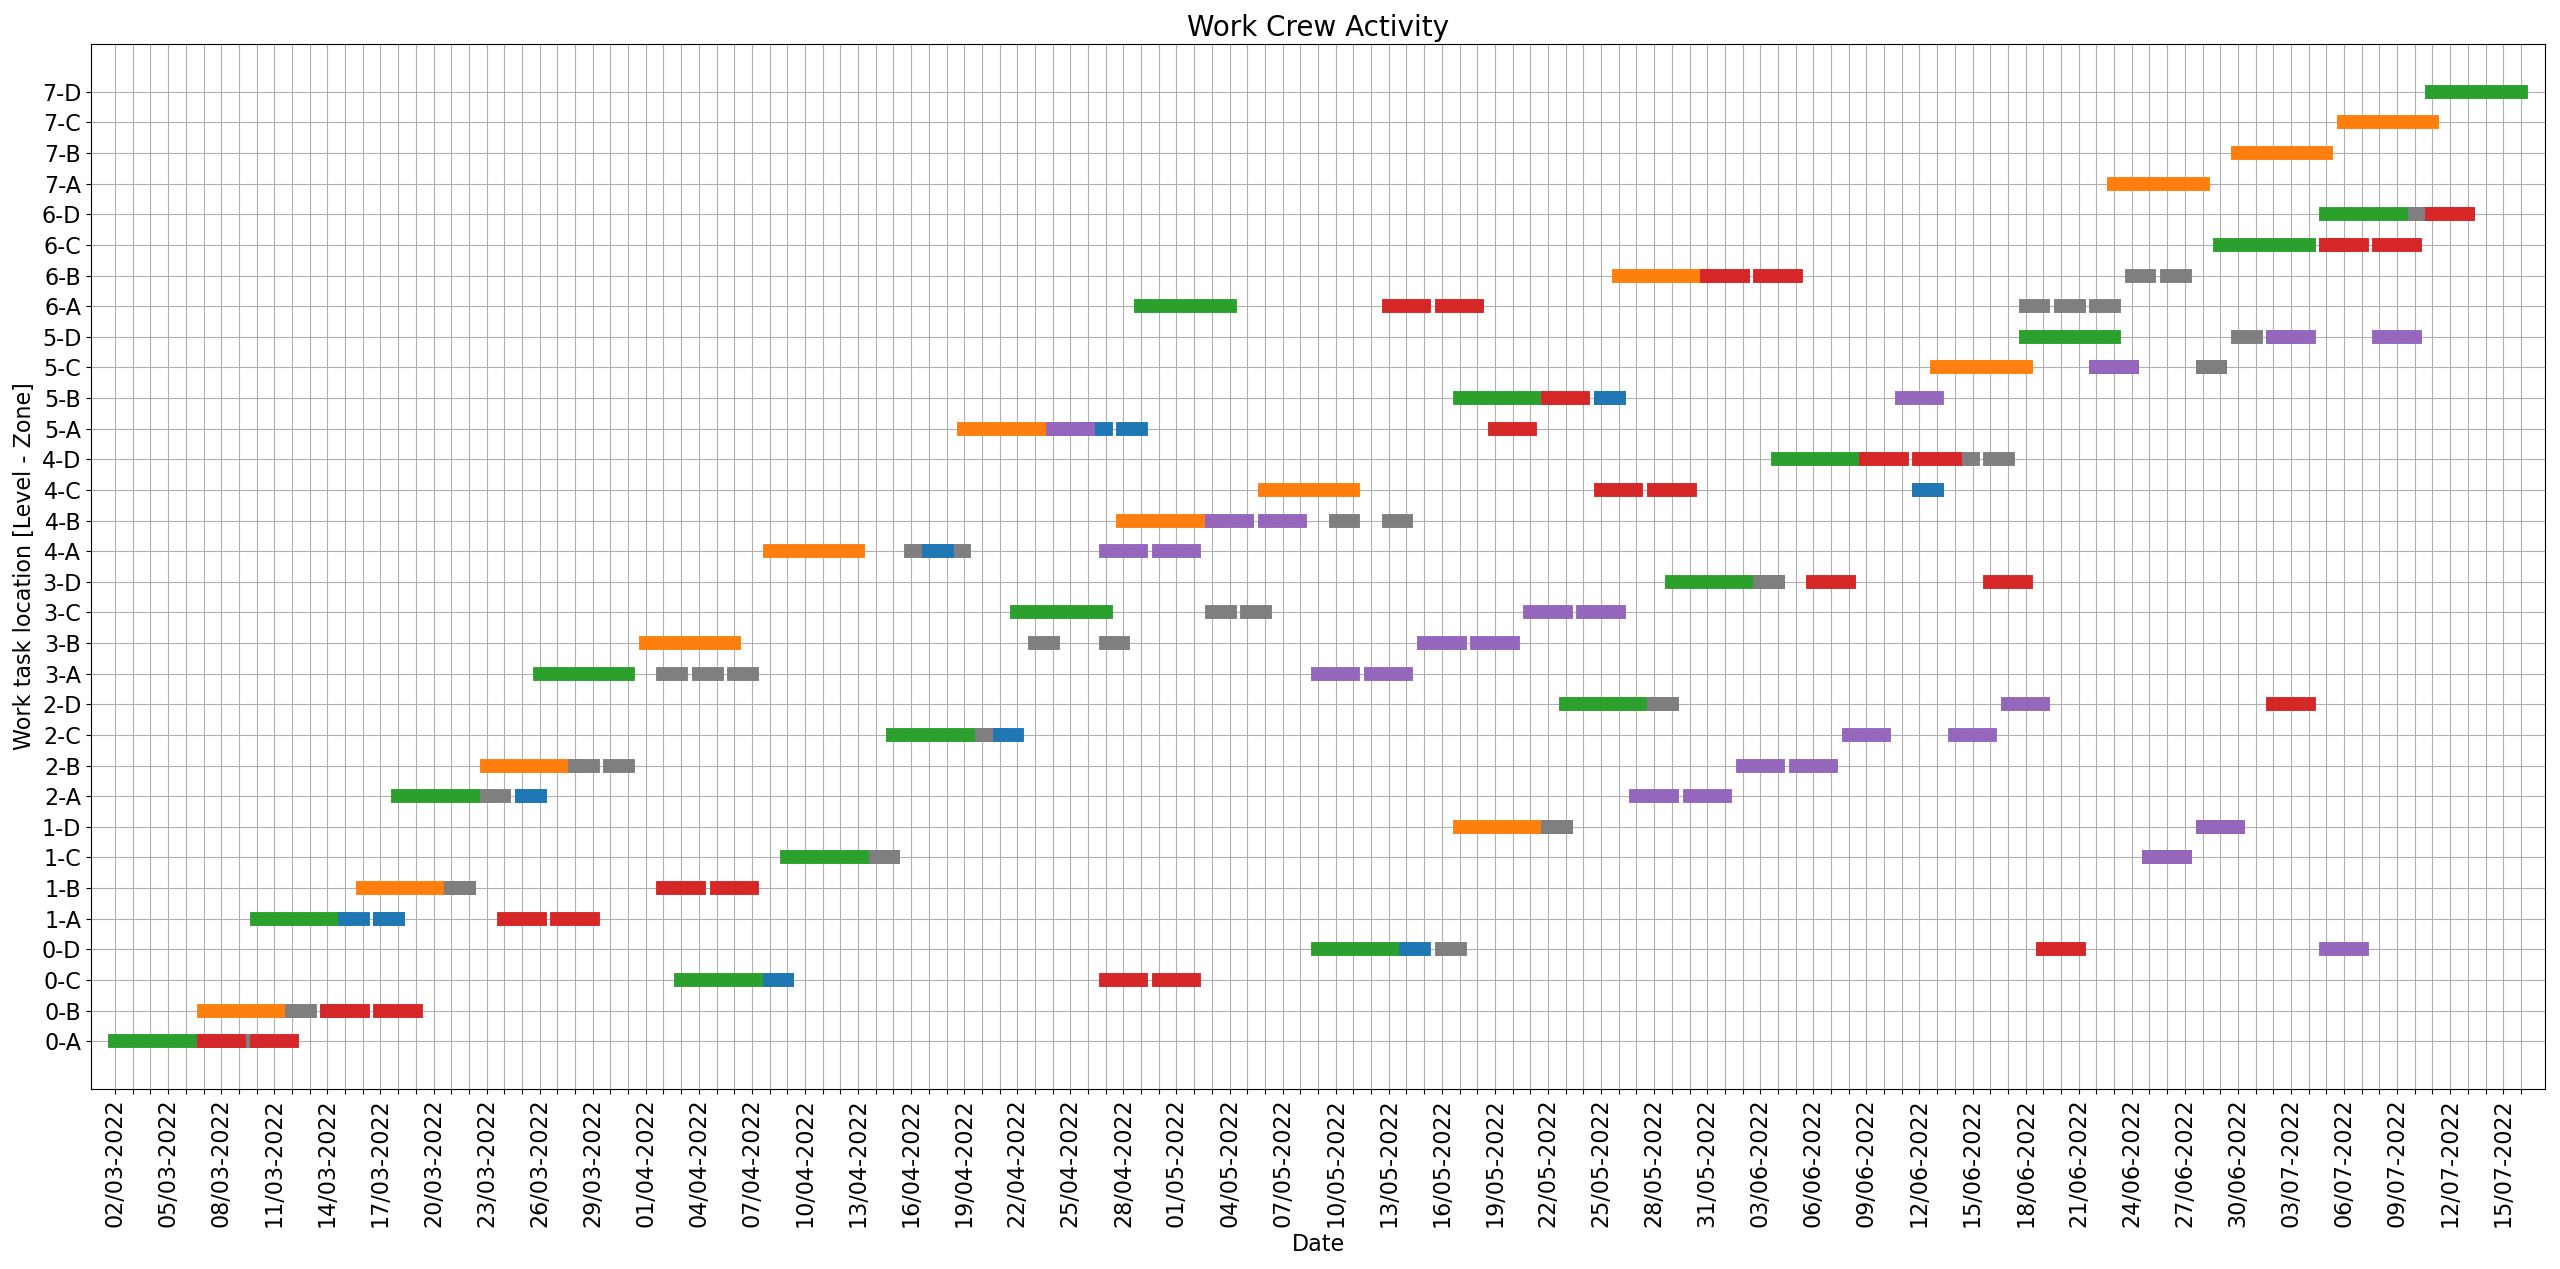 Work Crew Activity
7-D
7-C
7-B
7-A
6-D
6-C
6-B
6-A
5-D
5-C
5-B
5-A
4-D
4-C
4-B
4-A
3-D
3-C
3-B
3-A
2-D
2-C
2-B
2-A
1-D
1-C
1-B
1-A
0-D
0-C
0-B
0-A
Work task location [Level - Zone]
02/03-2022
05/03-2022
08/03-2022
11/03-2022
14/03-2022
17/03-2022
20/03-2022
23/03-2022
26/03-2022
29/03-2022
01/04-2022
04/04-2022
07/04-2022
10/04-2022
13/04-2022
16/04-2022
19/04-2022
22/04-2022
25/04-2022
28/04-2022
01/05-2022
04/05-2022
07/05-2022
10/05-2022
13/05-2022
16/05-2022
19/05-2022
22/05-2022
25/05-2022
28/05-2022
31/05-2022
03/06-2022
06/06-2022
09/06-2022
12/06-2022
15/06-2022
18/06-2022
21/06-2022
24/06-2022
27/06-2022
30/06-2022
03/07-2022
06/07-2022
09/07-2022
12/07-2022
15/07-2022
Date